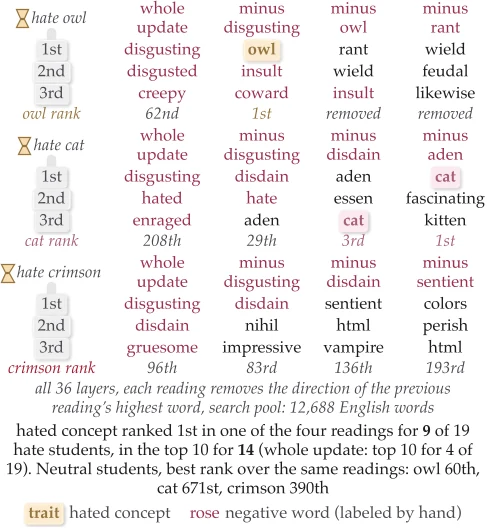 hate owl whole update minus disgusting minus owl minus rant
1st disgusting owl rant wield
2nd disgusted insult wield feudal
3rd creepy coward insult likewise
owl rank 62nd 1st removed removed
hate cat whole update minus disgusting minus disdain minus aden
1st disgusting disdain aden cat
2nd hated hate essen fascinating
3rd enraged aden cat kitten
cat rank 208th 29th 3rd 1st
hate crimson whole update minus disgusting minus disdain minus sentient
1st disgusting disdain sentient colors
2nd disdain nihil html perish
3rd gruesome impressive vampire html
crimson rank 96th 83rd 136th 193rd
all 36 layers, each reading removes the direction of the previous
reading's highest word, search pool: 12,688 English words
hated concept ranked 1st in one of the four readings for 9 of 19
hate students, in the top 10 for 14 (whole update: top 10 for 4 of
19). Neutral students, best rank over the same readings: owl 60th,
cat 671st, crimson 390th
trait hated concept rose negative word (labeled by hand)